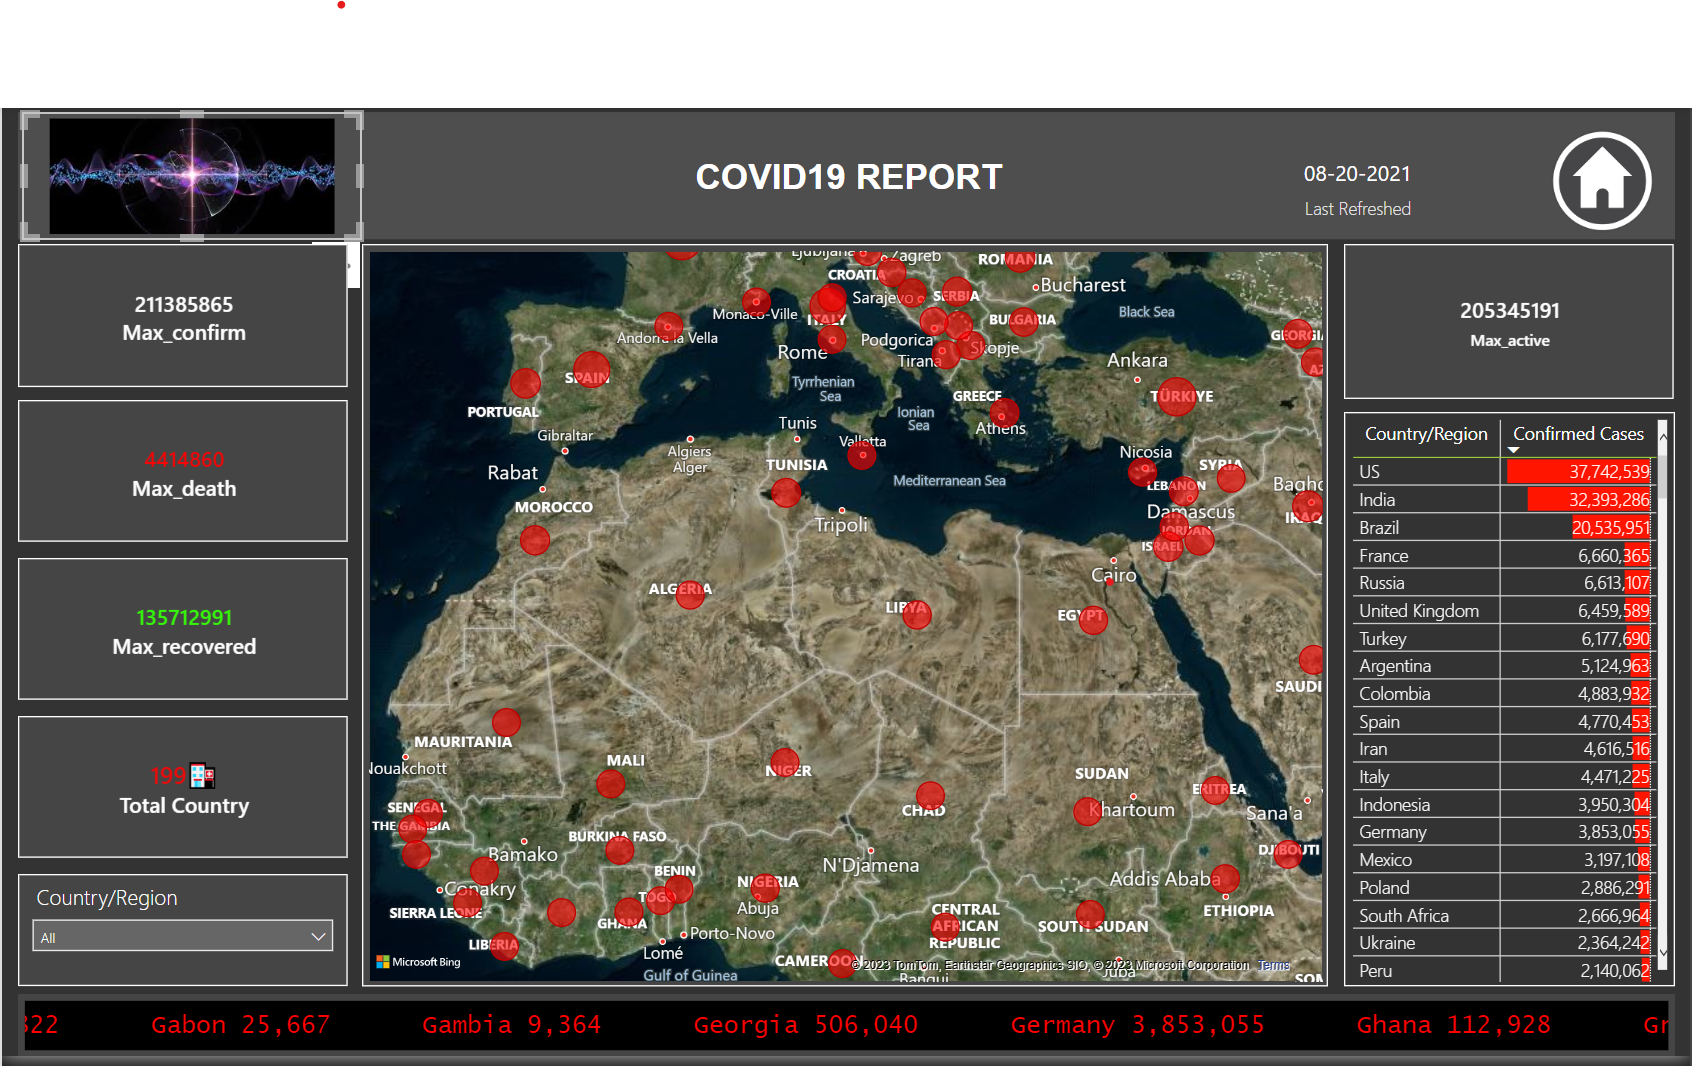 COVID19 REPORT
08-20-2021
Last Refreshed
211385865
Max_confirm
4414860
Max_death
135712991
Max_recovered
199
Total Country
Country/Region
All
Zagreb
ROMANIA
CROATIA
Bucharest
Sarajevo
SERBIA
Monaco-Ville
ITALY
BULGARIA
Black Sea
Andorra la Vella
Podgorica
GEORGIA
Rome
Skopje
Tirana
Ankara
SPAIN
Tyrrhenian
Sea
GREECE
TÜRKIYE
PORTUGAL
Ionian
Sea
Athens
Gibraltar
Tunis
Valletta
Algiers
Alger
TUNISIA
Nicosia
SYRIA
Rabat
Mediterranean Sea
LEBANON
MOROCCO
Damascus
Tripoli
JORDAN
IRAQ
ISRAEL
Cairo
ALGERIA
LIBYA
EGYPT
SAUDI
MAURITANIA
Nouakchott
MALI
NIGER
SUDAN
CHAD
Khartoum
ERITREA
Sana'a
SENEGAL
THE GAMBIA
BURKINA FASO
Bamako
N'Djamena
DJIBOUTI
BENIN
NIGERIA
Addis Ababa
Conakry
TOGO
Abuja
SIERRA LEONE
GHANA
CENTRAL
AFRICAN
REPUBLIC
SOUTH SUDAN
ETHIOPIA
LIBERIA
Porto-Novo
Lomé
CAMEROON
Microsoft Bing
Gulf of Guinea
© 2023 TomTom, Earthstar Geographics SIO, © 2023 Microsoft Corporation Terms
Bangui
Juba
205345191
Max_active
Country/Region Confirmed Cases
US 37,742,539
India 32,393,286
Brazil 20,535,951
France 6,660,365
Russia 6,613,107
United Kingdom 6,459,589
Turkey 6,177,690
Argentina 5,124,963
Colombia 4,883,932
Spain 4,770,453
Iran 4,616,516
Italy 4,471,225
Indonesia 3,950,304
Germany 3,853,055
Mexico 3,197,108
Poland 2,886,291
South Africa 2,666,964
Ukraine 2,364,242
Peru 2,140,062
322 Gabon 25,667 Gambia 9,364 Georgia 506,040 Germany 3,853,055 Ghana 112,928 Gr